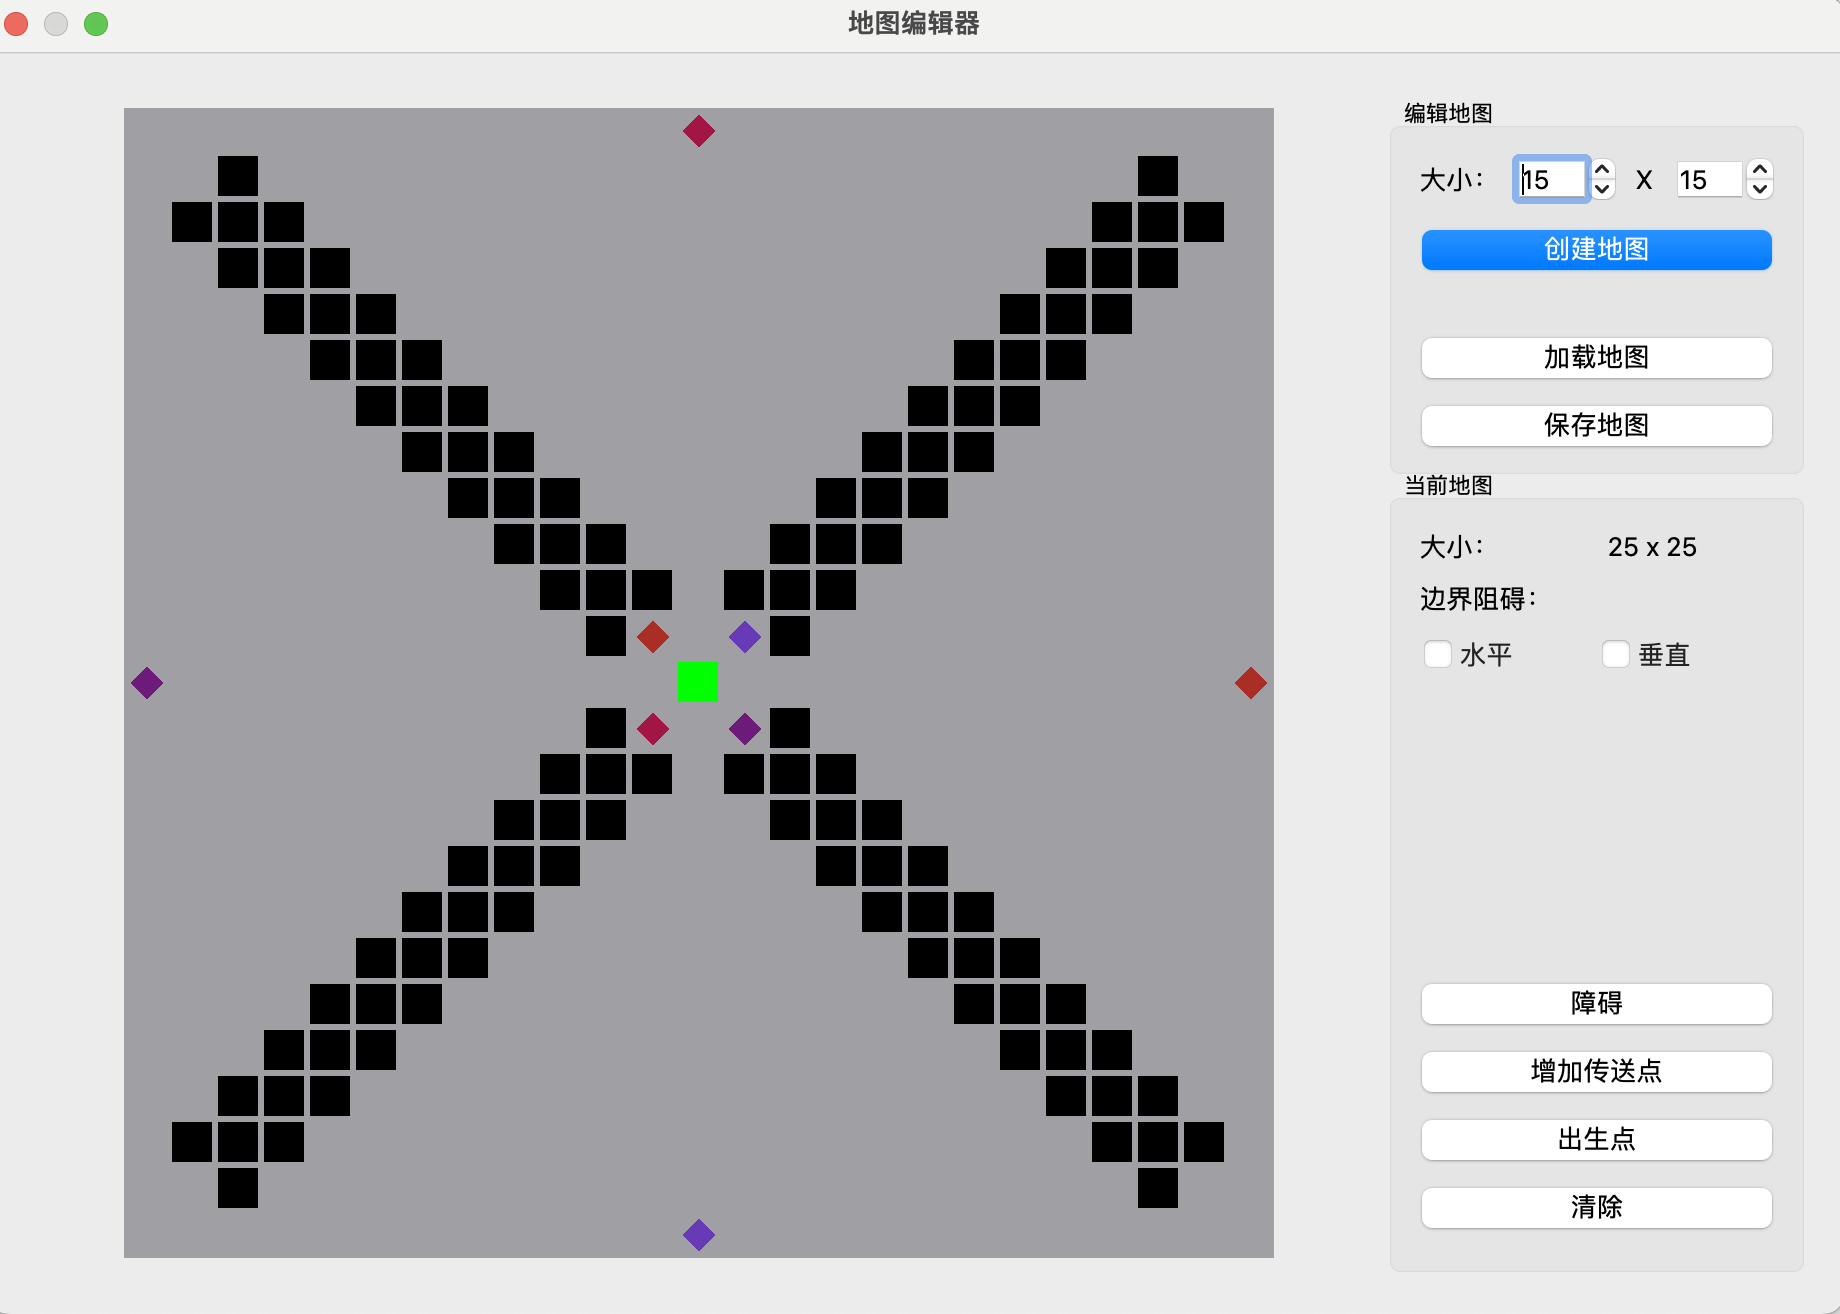 地图编辑器
编辑地图
大小： 15 X 15
创建地图
加载地图
保存地图
当前地图
大小： 25 x 25
边界阻碍：
水平 垂直
障碍
增加传送点
出生点
清除